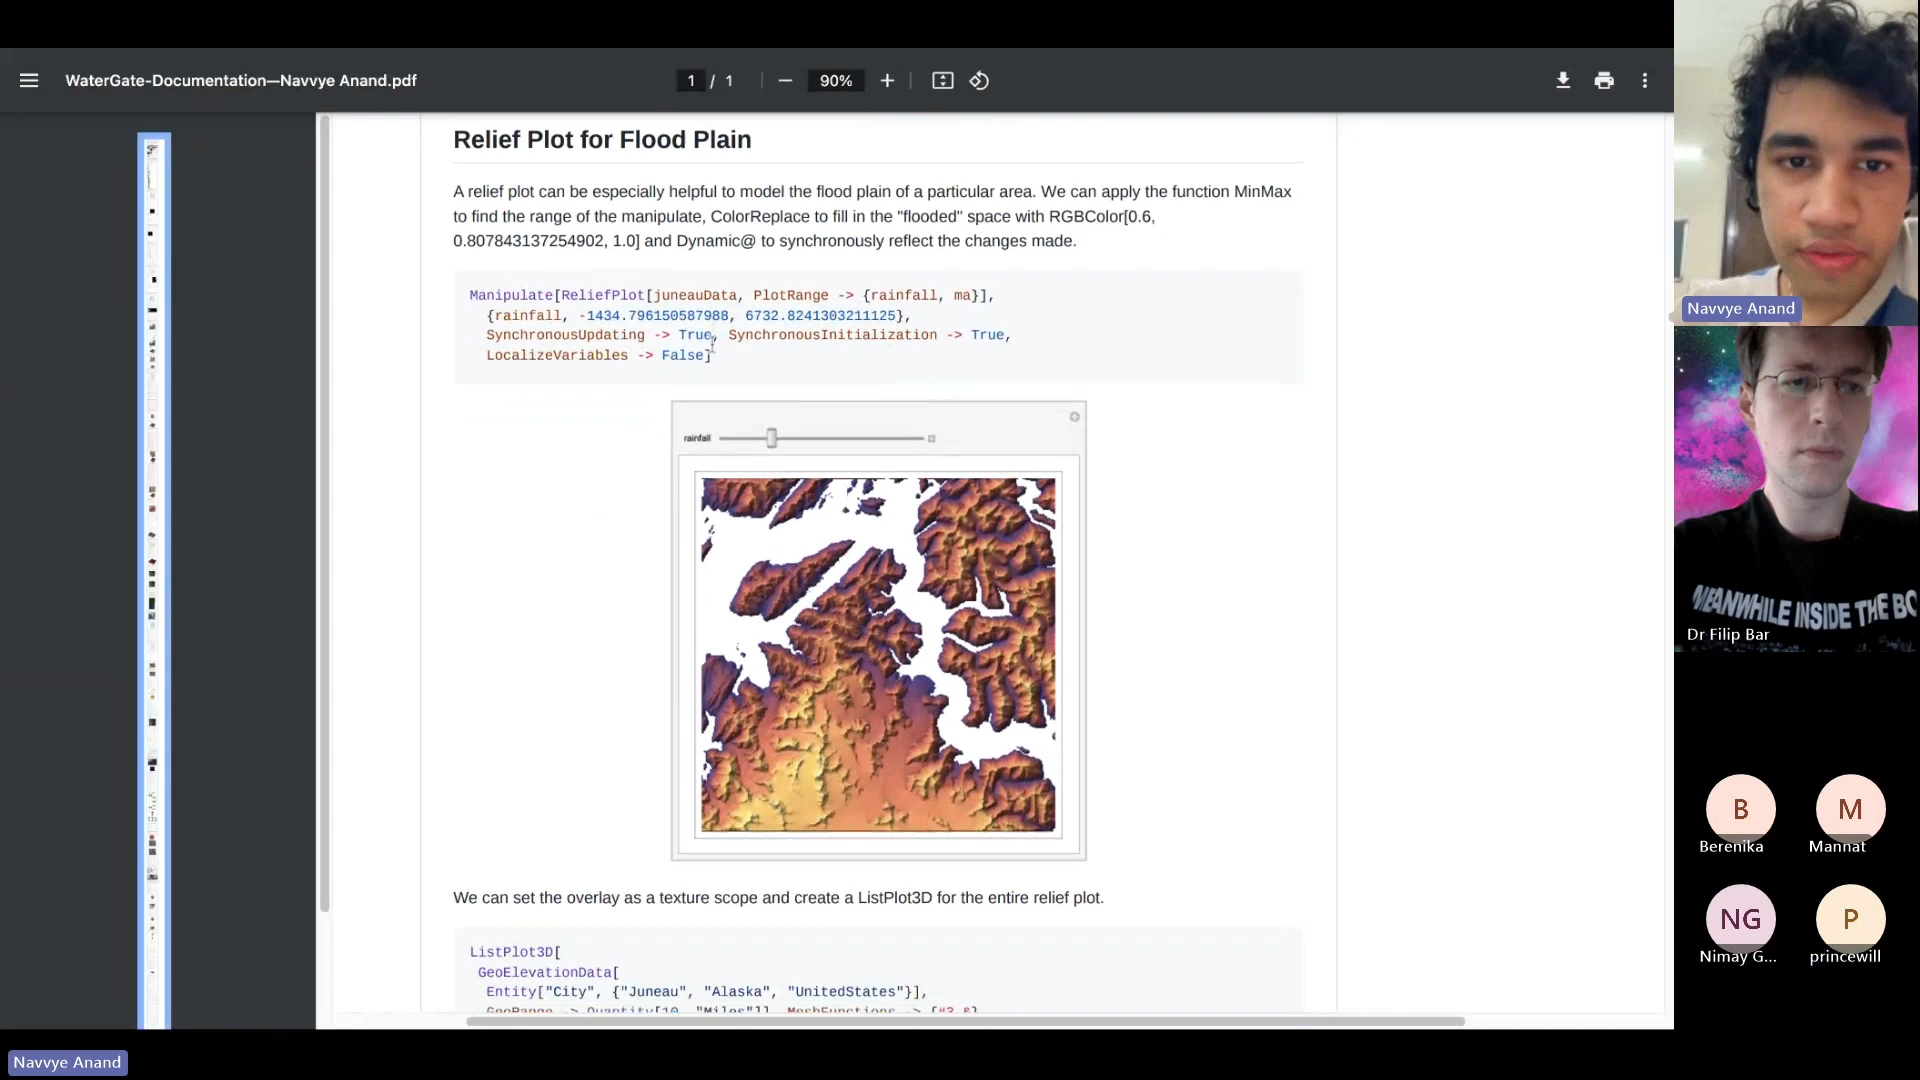 WaterGate-Documentation—Navvye Anand.pdf
1 / 1
90%
Relief Plot for Flood Plain
A relief plot can be especially helpful to model the flood plain of a particular area. We can apply the function MinMax
to find the range of the manipulate, ColorReplace to fill in the "flooded" space with RGBColor[0.6,
0.807843137254902, 1.0] and Dynamic@ to synchronously reflect the changes made.
Manipulate[ReliefPlot[juneauData, PlotRange -> {rainfall, ma}],
{rainfall, -1434.796150587988, 6732.8241303211125},
SynchronousUpdating -> True, SynchronousInitialization -> True,
LocalizeVariables -> False]
rainfall
We can set the overlay as a texture scope and create a ListPlot3D for the entire relief plot.
ListPlot3D[
GeoElevationData[
Entity["City", {"Juneau", "Alaska", "UnitedStates"}],
GeoRange -> Quantity[10, "Miles"]], MeshFunctions -> {#3 &}
Navvye Anand
MEANWHILE INSIDE THE BO
Dr Filip Bar
B
Berenika
M
Mannat
NG
Nimay G...
P
princewill
Navvye Anand